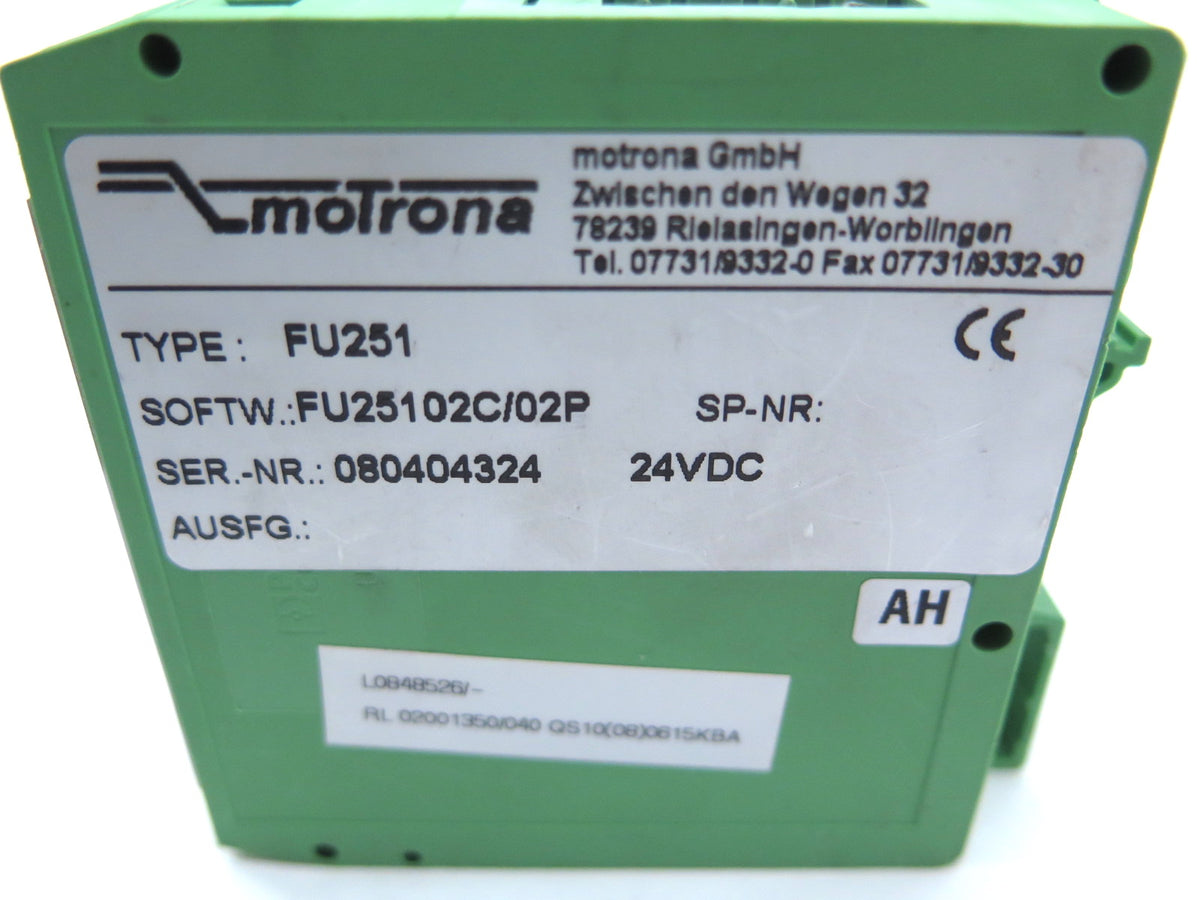 moTrona
motrona GmbH
Zwischen den Wegen 32
78239 Rielasingen-Worblingen
Tel. 07731/9332-0 Fax 07731/9332-30
TYPE: FU251
CE
SOFTW.:FU25102C/02P SP-NR:
SER.-NR.: 080404324 24VDC
AUSFG.:
AH
L0848526/-
RL 02001350/040 QS10(08)0615KBA